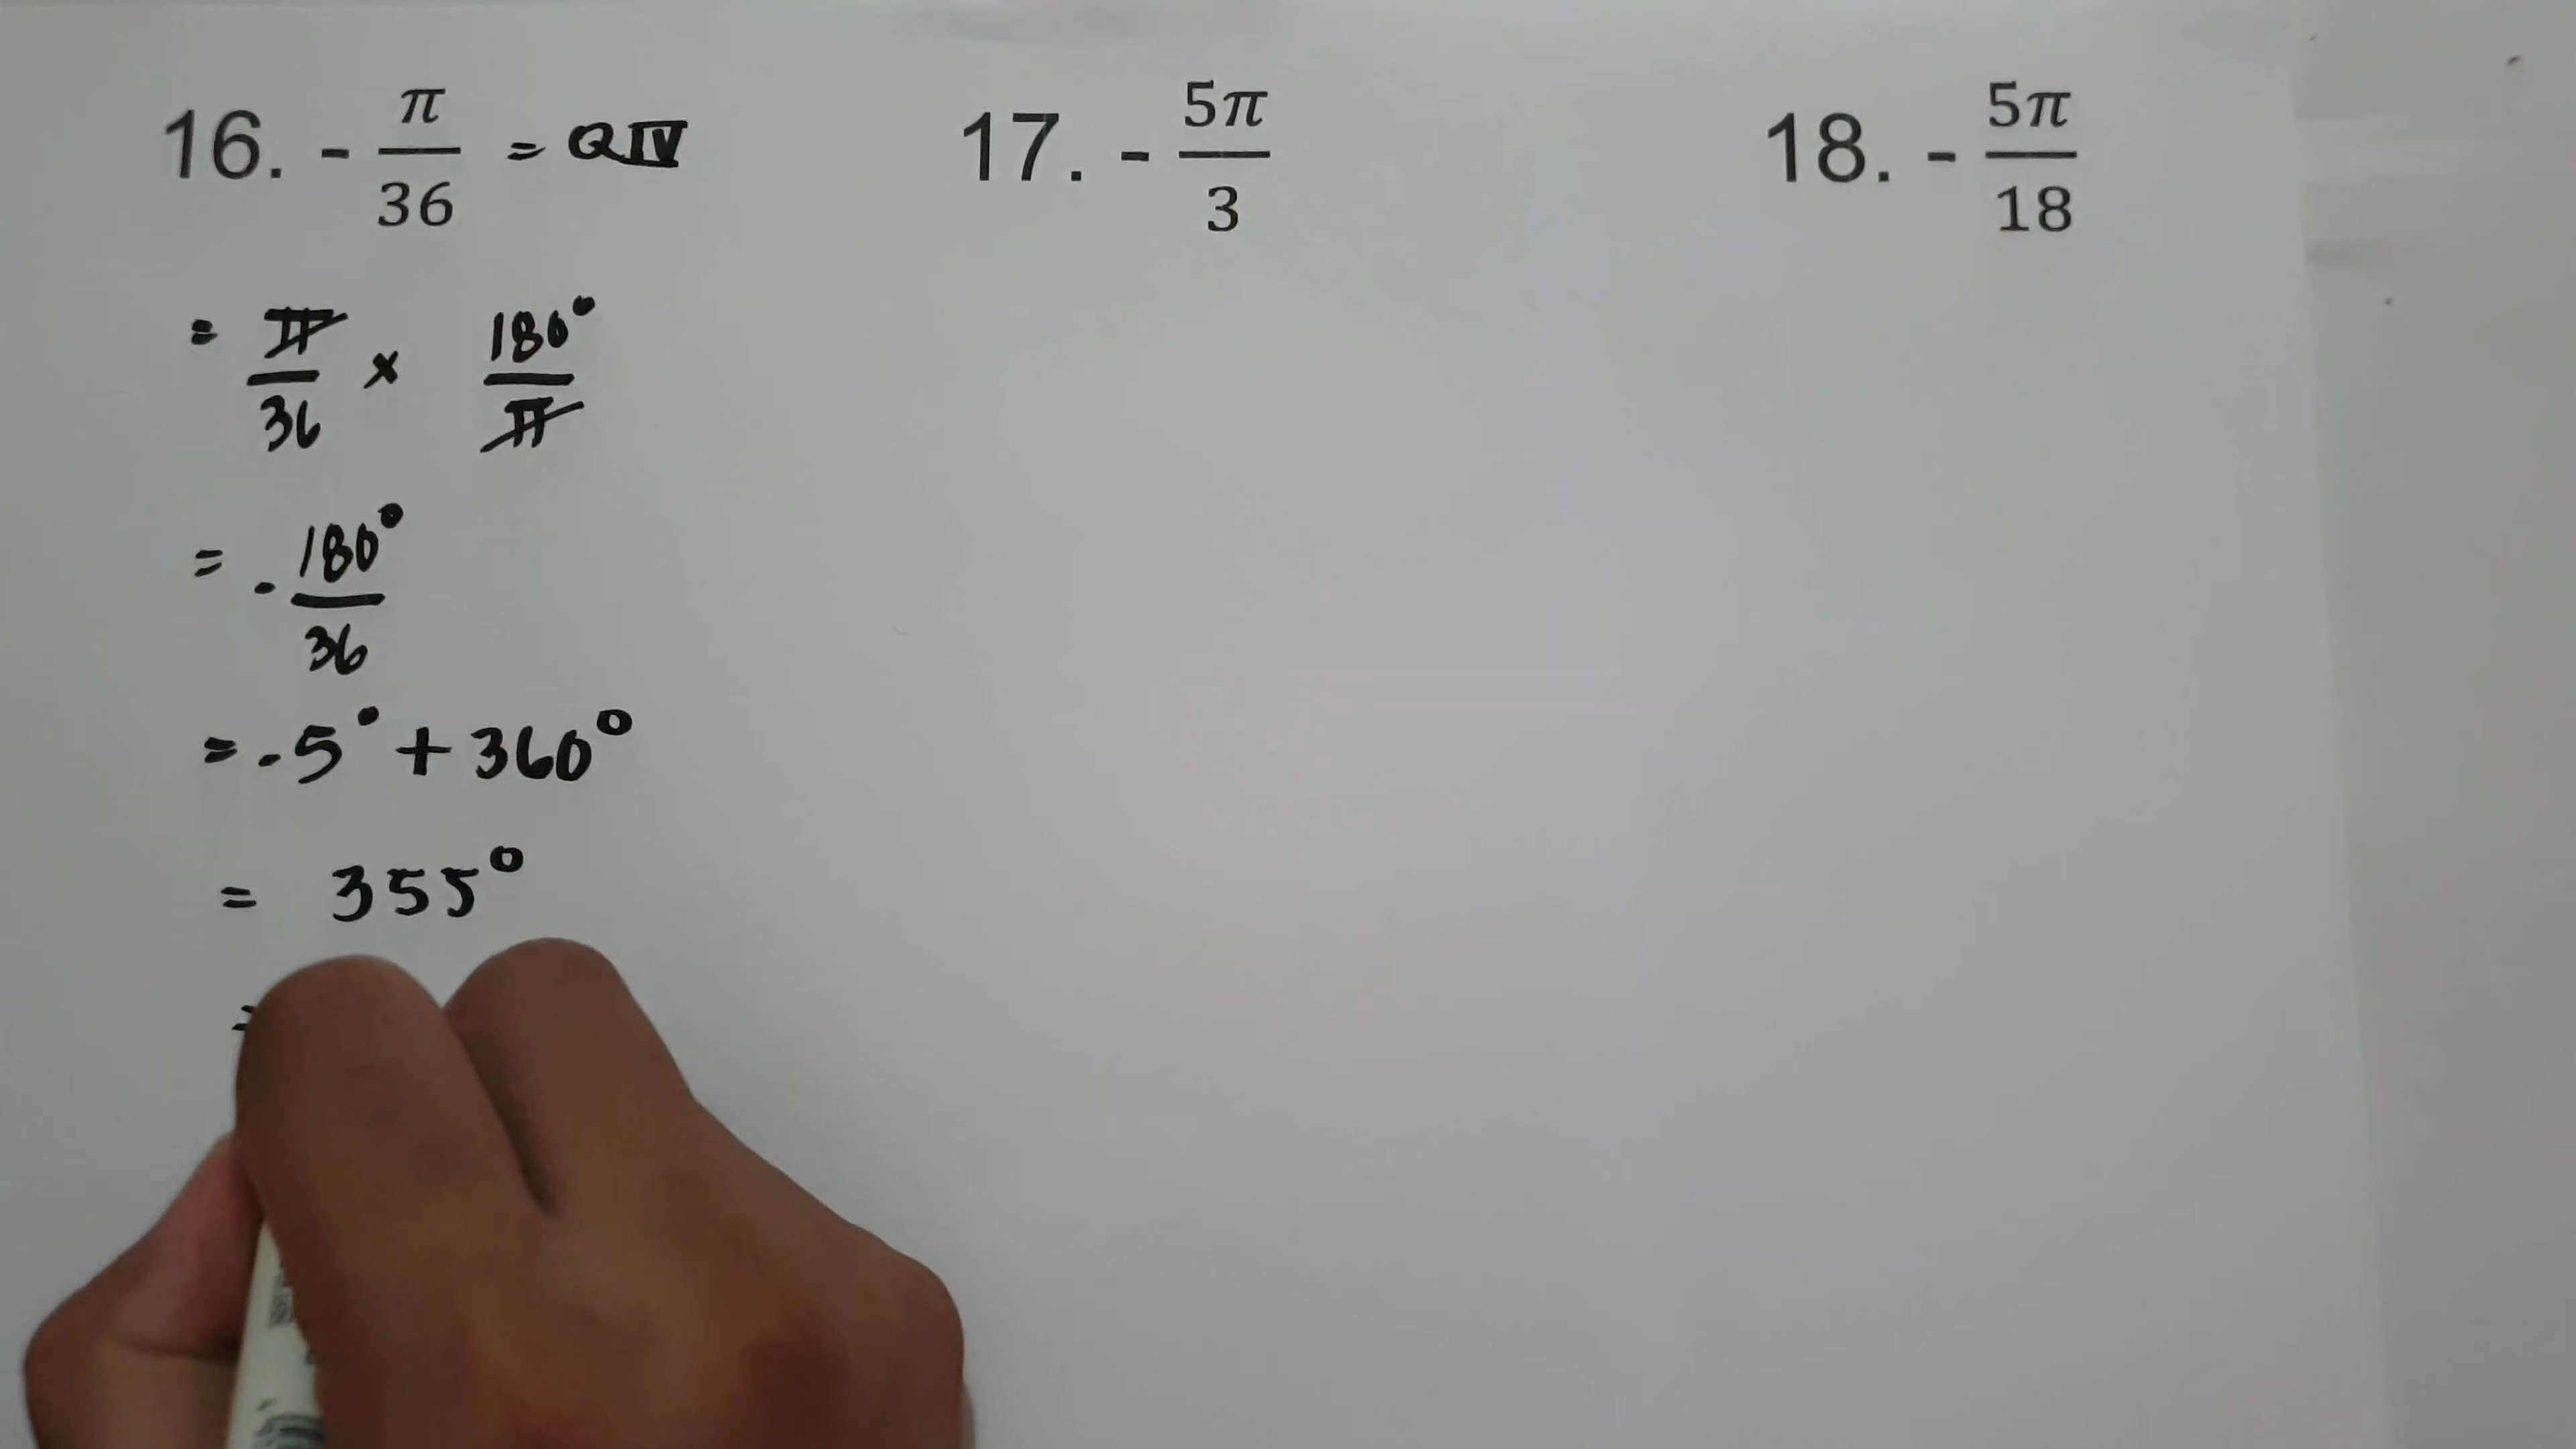 16. - π/36 = QIV
17. - 5π/3
18. - 5π/18
= π/36 × 180°/π
= - 180°/36
= -5° + 360°
= 355°
=